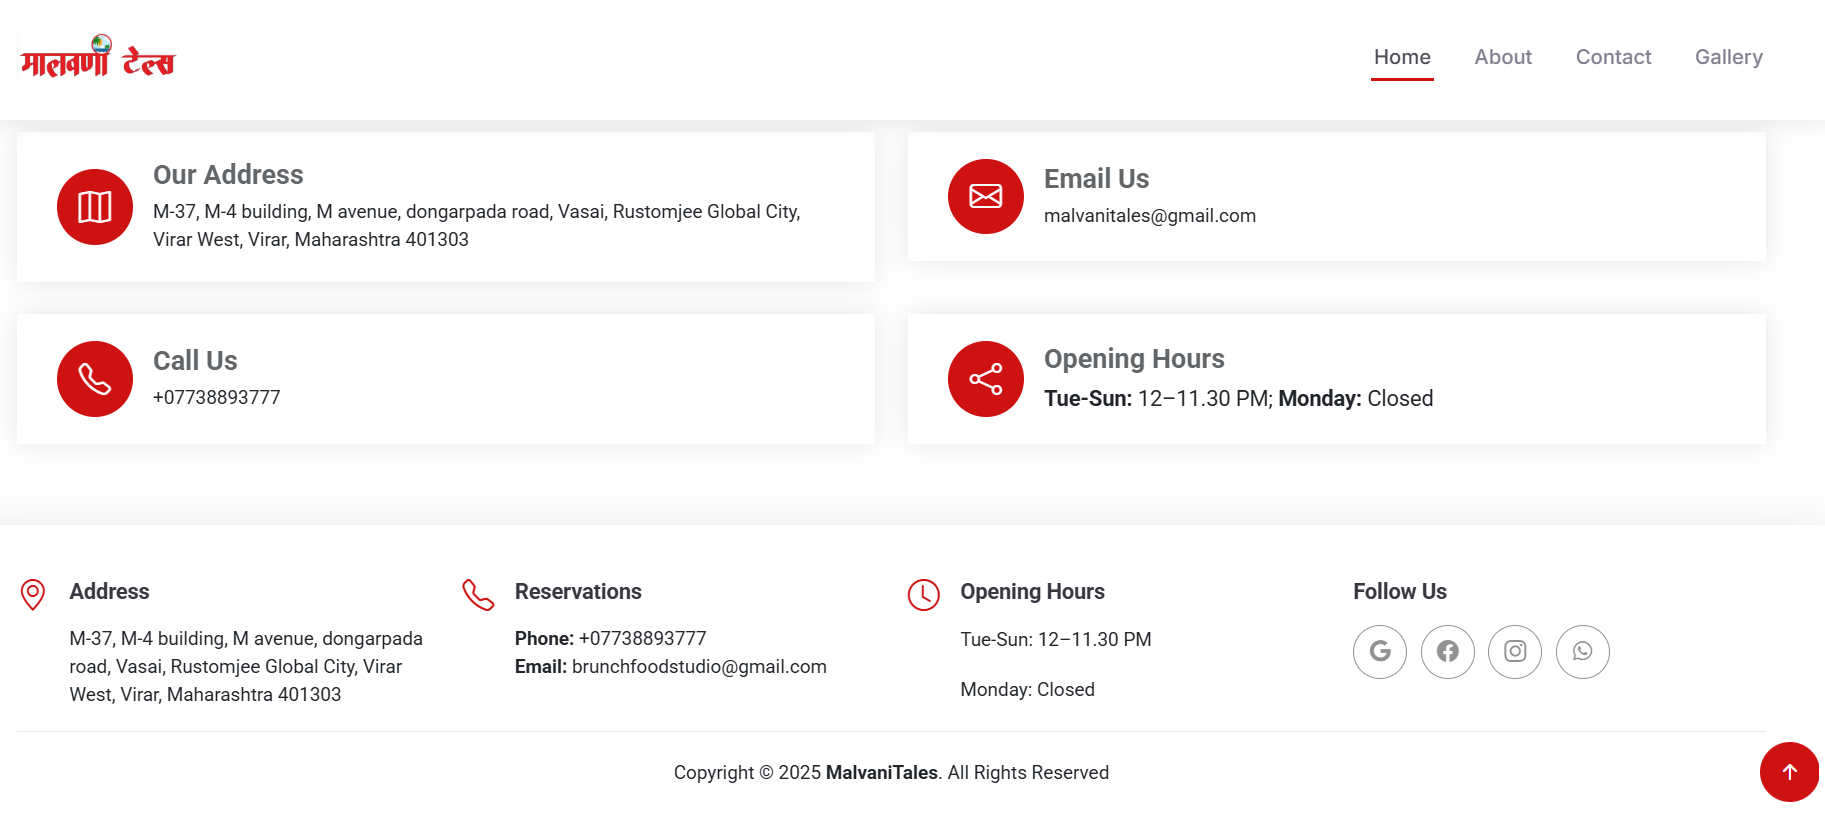 मालवणी टेल्स
Home About Contact Gallery
Our Address
M-37, M-4 building, M avenue, dongarpada road, Vasai, Rustomjee Global City,
Virar West, Virar, Maharashtra 401303
Email Us
malvanitales@gmail.com
Call Us
+07738893777
Opening Hours
Tue-Sun: 12–11.30 PM; Monday: Closed
Address
M-37, M-4 building, M avenue, dongarpada
road, Vasai, Rustomjee Global City, Virar
West, Virar, Maharashtra 401303
Reservations
Phone: +07738893777
Email: brunchfoodstudio@gmail.com
Opening Hours
Tue-Sun: 12–11.30 PM
Monday: Closed
Follow Us
Copyright © 2025 MalvaniTales. All Rights Reserved